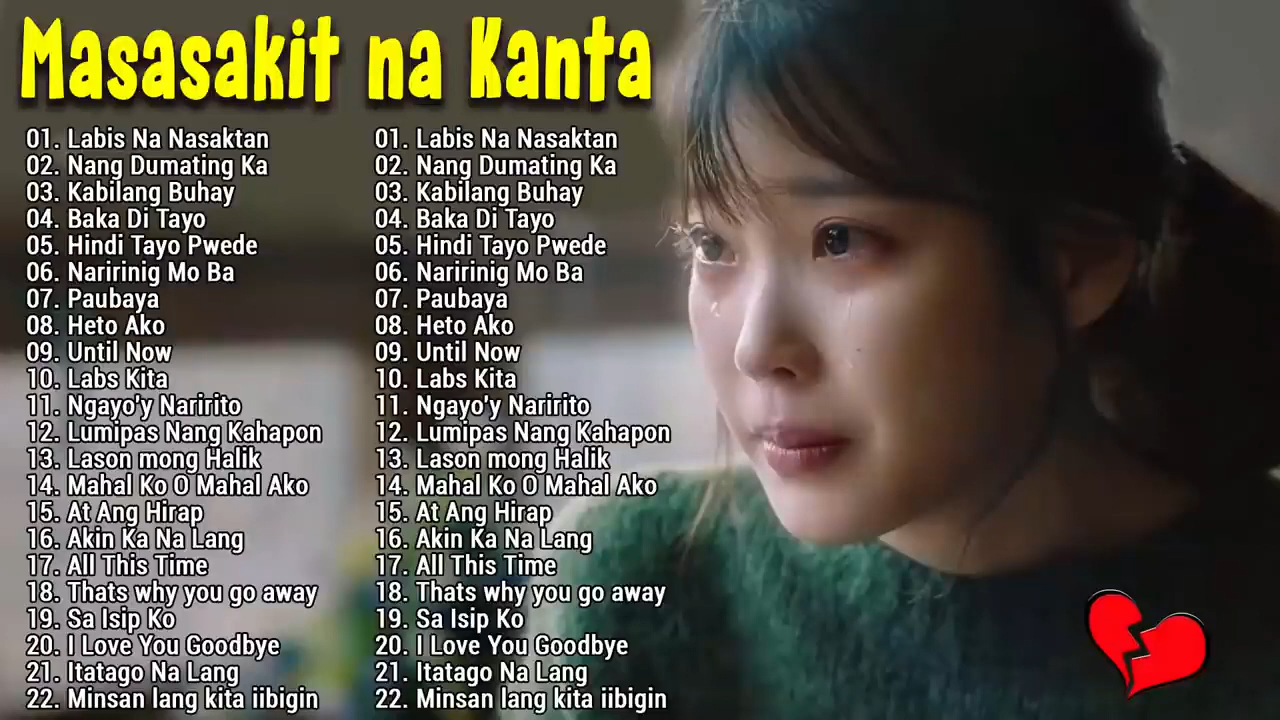 Masasakit na Kanta
01. Labis Na Nasaktan
02. Nang Dumating Ka
03. Kabilang Buhay
04. Baka Di Tayo
05. Hindi Tayo Pwede
06. Naririnig Mo Ba
07. Paubaya
08. Heto Ako
09. Until Now
10. Labs Kita
11. Ngayo'y Naririto
12. Lumipas Nang Kahapon
13. Lason mong Halik
14. Mahal Ko O Mahal Ako
15. At Ang Hirap
16. Akin Ka Na Lang
17. All This Time
18. Thats why you go away
19. Sa Isip Ko
20. I Love You Goodbye
21. Itatago Na Lang
22. Minsan lang kita iibigin
01. Labis Na Nasaktan
02. Nang Dumating Ka
03. Kabilang Buhay
04. Baka Di Tayo
05. Hindi Tayo Pwede
06. Naririnig Mo Ba
07. Paubaya
08. Heto Ako
09. Until Now
10. Labs Kita
11. Ngayo'y Naririto
12. Lumipas Nang Kahapon
13. Lason mong Halik
14. Mahal Ko O Mahal Ako
15. At Ang Hirap
16. Akin Ka Na Lang
17. All This Time
18. Thats why you go away
19. Sa Isip Ko
20. I Love You Goodbye
21. Itatago Na Lang
22. Minsan lang kita iibigin